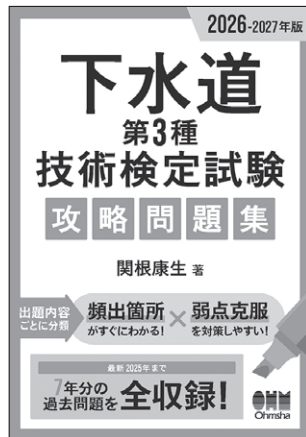 2026-2027年版
下水道
第3種
技術検定試験
攻略問題集
関根康生 著
出題内容
ごとに分類
頻出箇所
がすぐにわかる!
×
弱点克服
を対策しやすい!
最新2025年まで
7年分の
過去問題を
全収録!
OHM
Ohmsha